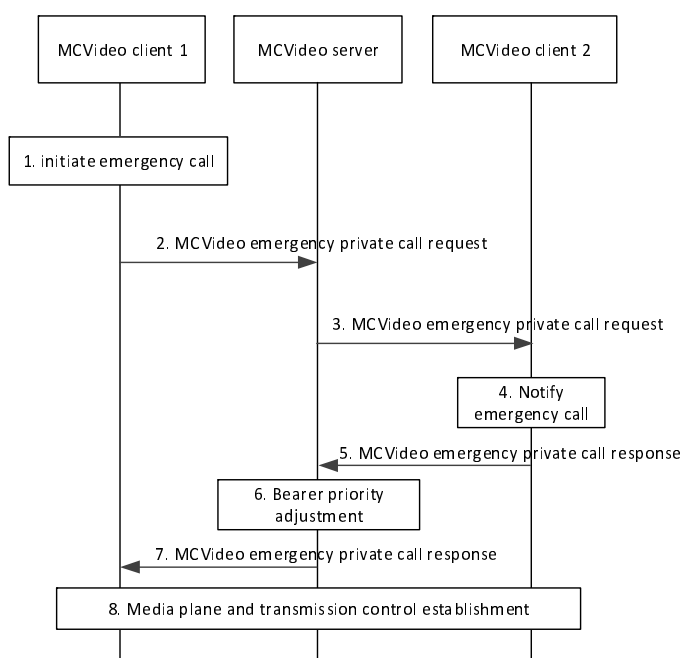 MCVideo client 1
MCVideo server
MCVideo client 2
1. initiate emergency call
2. MCVideo emergency private call request
3. MCVideo emergency private call request
4. Notify
emergency call
5. MCVideo emergency private call response
6. Bearer priority
adjustment
7. MCVideo emergency private call response
8. Media plane and transmission control establishment